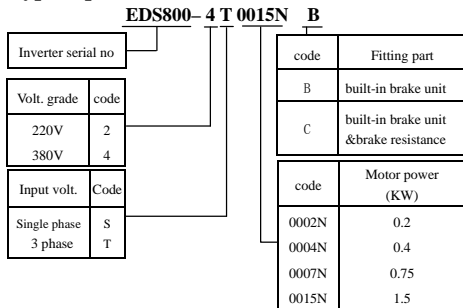 EDS800– 4 T 0015N B
Inverter serial no
Volt. grade code
220V 2
380V 4
Input volt. Code
Single phase S
3 phase T
code Fitting part
B built-in brake unit
C built-in brake unit
&brake resistance
code Motor power
(KW)
0002N 0.2
0004N 0.4
0007N 0.75
0015N 1.5